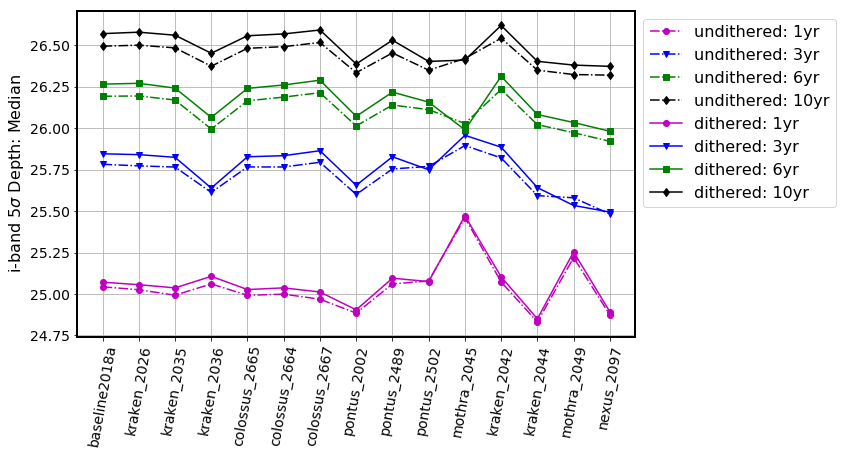 i-band 5σ Depth: Median
26.50
26.25
26.00
25.75
25.50
25.25
25.00
24.75
baseline2018a
kraken_2026
kraken_2035
kraken_2036
colossus_2665
colossus_2664
colossus_2667
pontus_2002
pontus_2489
pontus_2502
mothra_2045
kraken_2042
kraken_2044
mothra_2049
nexus_2097
undithered: 1yr
undithered: 3yr
undithered: 6yr
undithered: 10yr
dithered: 1yr
dithered: 3yr
dithered: 6yr
dithered: 10yr